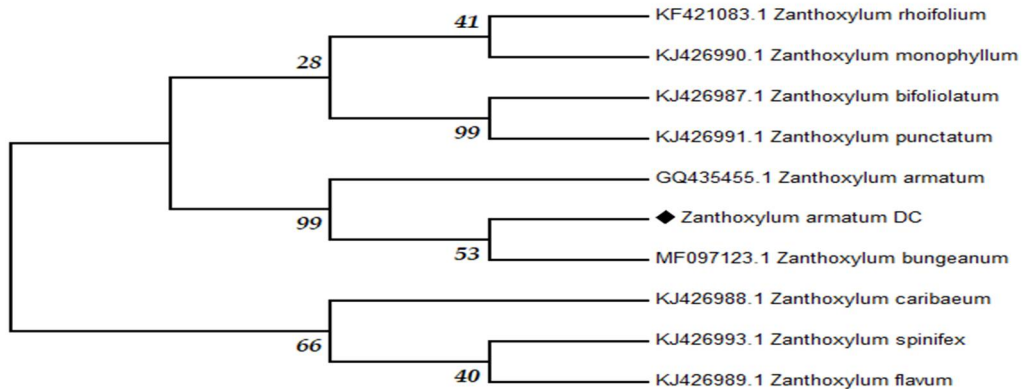 KF421083.1 Zanthoxylum rhoifolium
41
KJ426990.1 Zanthoxylum monophyllum
28
KJ426987.1 Zanthoxylum bifoliolatum
99
KJ426991.1 Zanthoxylum punctatum
GQ435455.1 Zanthoxylum armatum
99
Zanthoxylum armatum DC
53
MF097123.1 Zanthoxylum bungeanum
KJ426988.1 Zanthoxylum caribaeum
66
KJ426993.1 Zanthoxylum spinifex
40
KJ426989.1 Zanthoxylum flavum